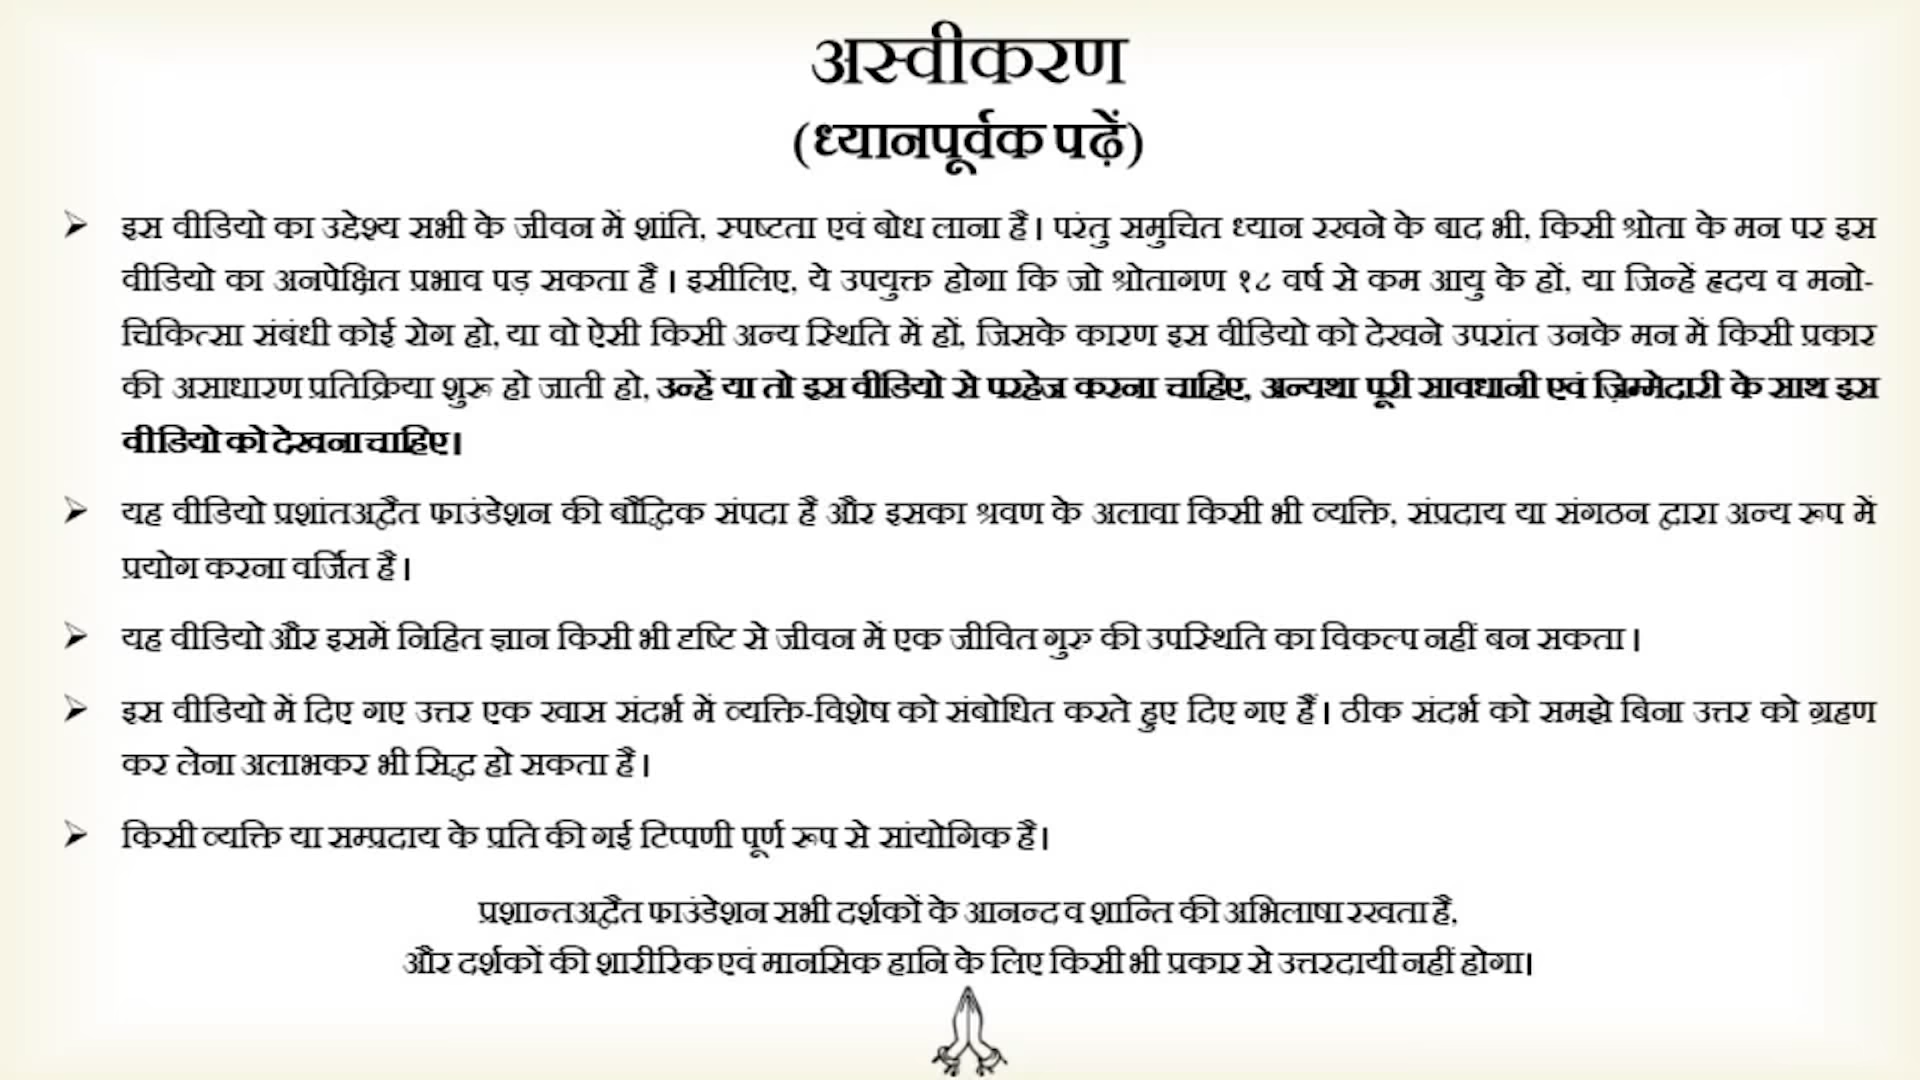 अस्वीकरण
(ध्यानपूर्वक पढ़ें)
इस वीडियो का उद्देश्य सभी के जीवन में शांति, स्पष्टता एवं बोध लाना है। परंतु समुचित ध्यान रखने के बाद भी, किसी श्रोता के मन पर इस
वीडियो का अनपेक्षित प्रभाव पड़ सकता है। इसीलिए, ये उपयुक्त होगा कि जो श्रोतागण १८ वर्ष से कम आयु के हों, या जिन्हें हृदय व मनो-
चिकित्सा संबंधी कोई रोग हो, या वो ऐसी किसी अन्य स्थिति में हों, जिसके कारण इस वीडियो को देखने उपरांत उनके मन में किसी प्रकार
की असाधारण प्रतिक्रिया शुरू हो जाती हो, उन्हें या तो इस वीडियो से परहेज करना चाहिए, अन्यथा पूरी सावधानी एवं ज़िम्मेदारी के साथ इस
वीडियो को देखना चाहिए।
यह वीडियो प्रशांतअद्वैत फाउंडेशन की बौद्धिक संपदा है और इसका श्रवण के अलावा किसी भी व्यक्ति, संप्रदाय या संगठन द्वारा अन्य रूप में
प्रयोग करना वर्जित है।
यह वीडियो और इसमें निहित ज्ञान किसी भी दृष्टि से जीवन में एक जीवित गुरु की उपस्थिति का विकल्प नहीं बन सकता।
इस वीडियो में दिए गए उत्तर एक खास संदर्भ में व्यक्ति-विशेष को संबोधित करते हुए दिए गए हैं। ठीक संदर्भ को समझे बिना उत्तर को ग्रहण
कर लेना अलाभकर भी सिद्ध हो सकता है।
किसी व्यक्ति या सम्प्रदाय के प्रति की गई टिप्पणी पूर्ण रूप से सांयोगिक है।
प्रशान्तअद्वैत फाउंडेशन सभी दर्शकों के आनन्द व शान्ति की अभिलाषा रखता है,
और दर्शकों की शारीरिक एवं मानसिक हानि के लिए किसी भी प्रकार से उत्तरदायी नहीं होगा।